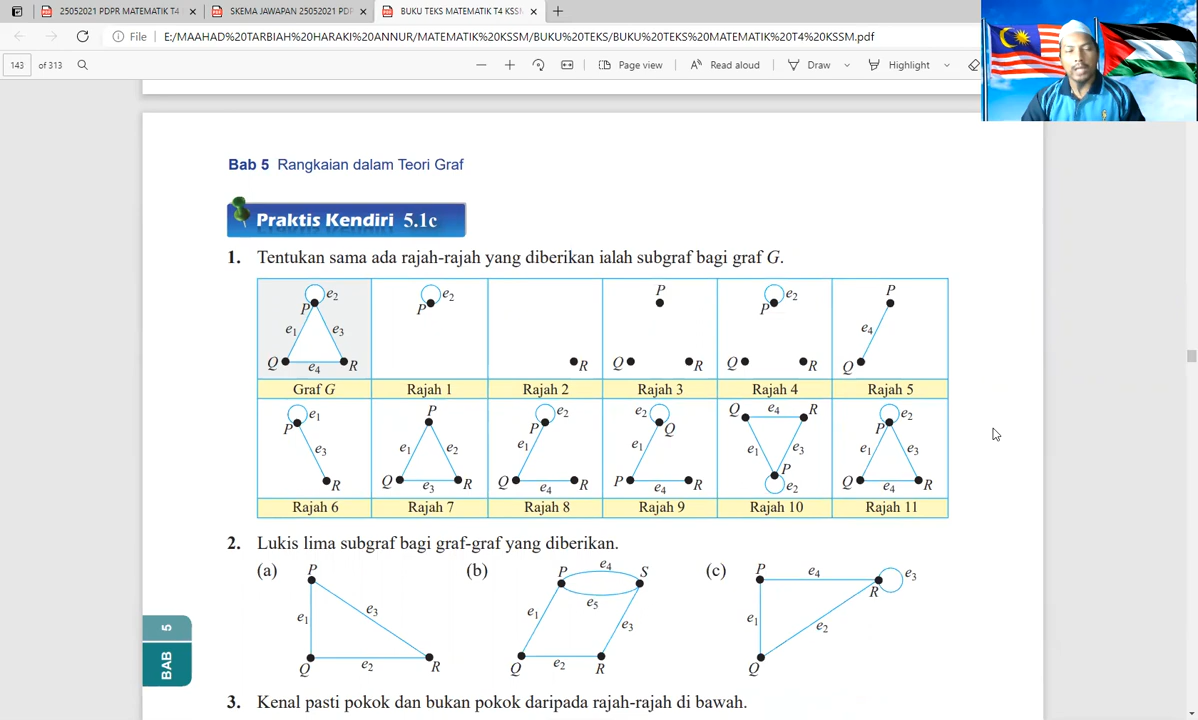 25052021 PDPR MATEMATIK T4
SKEMA JAWAPAN 25052021 PDF
BUKU TEKS MATEMATIK T4 KSSM
File E:/MAAHAD%20TARBIAH%20HARAKI%20ANNUR/MATEMATIK%20KSSM/BUKU%20TEKS/BUKU%20TEKS%20MATEMATIK%20T4%20KSSM.pdf
143 of 313
Page view Read aloud Draw Highlight
Bab 5 Rangkaian dalam Teori Graf
Praktis Kendiri 5.1c
1. Tentukan sama ada rajah-rajah yang diberikan ialah subgraf bagi graf G.
P e2 e1 e3 Q e4 R
P e2
R
P Q R
P e2 Q R
P e4 Q
Graf G Rajah 1 Rajah 2 Rajah 3 Rajah 4 Rajah 5
e1 P e3 R
P e1 e2 Q e3 R
e2 P e1 Q e4 R
e2 Q e1 P e4 R
Q e4 R e1 e3 P e2
e2 P e1 e3 Q e4 R
Rajah 6 Rajah 7 Rajah 8 Rajah 9 Rajah 10 Rajah 11
2. Lukis lima subgraf bagi graf-graf yang diberikan.
(a) P e1 e3 Q e2 R
(b) P e4 S e5 e1 e3 Q e2 R
(c) P e4 R e3 e1 e2 Q
BAB 5
3. Kenal pasti pokok dan bukan pokok daripada rajah-rajah di bawah.